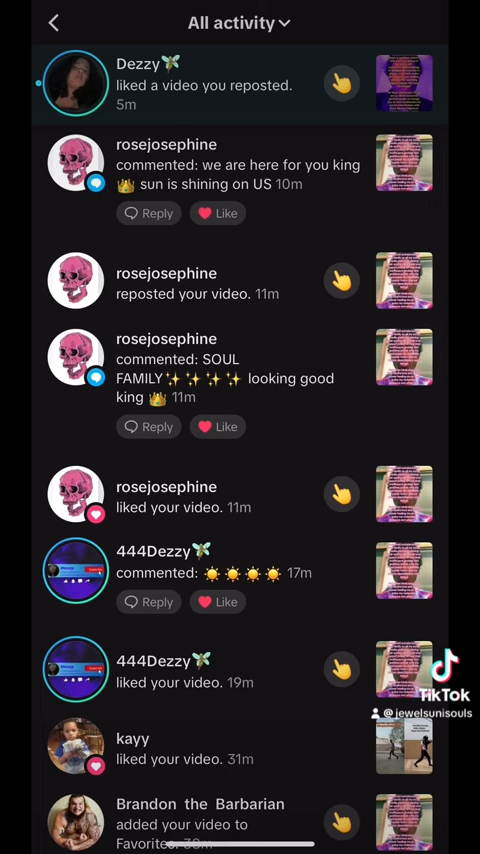 All activity
Dezzy🧚
liked a video you reposted.
5m
rosejosephine
commented: we are here for you king
👑 sun is shining on US 10m
Reply Like
rosejosephine
reposted your video. 11m
rosejosephine
commented: SOUL
FAMILY✨✨✨✨ looking good
king 👑 11m
Reply Like
rosejosephine
liked your video. 11m
444Dezzy🧚
commented: ☀️☀️☀️☀️ 17m
Reply Like
444Dezzy🧚
liked your video. 19m
TikTok
@jewelsunisouls
kayy
liked your video. 31m
Brandon the Barbarian
added your video to
Favorites. 38m